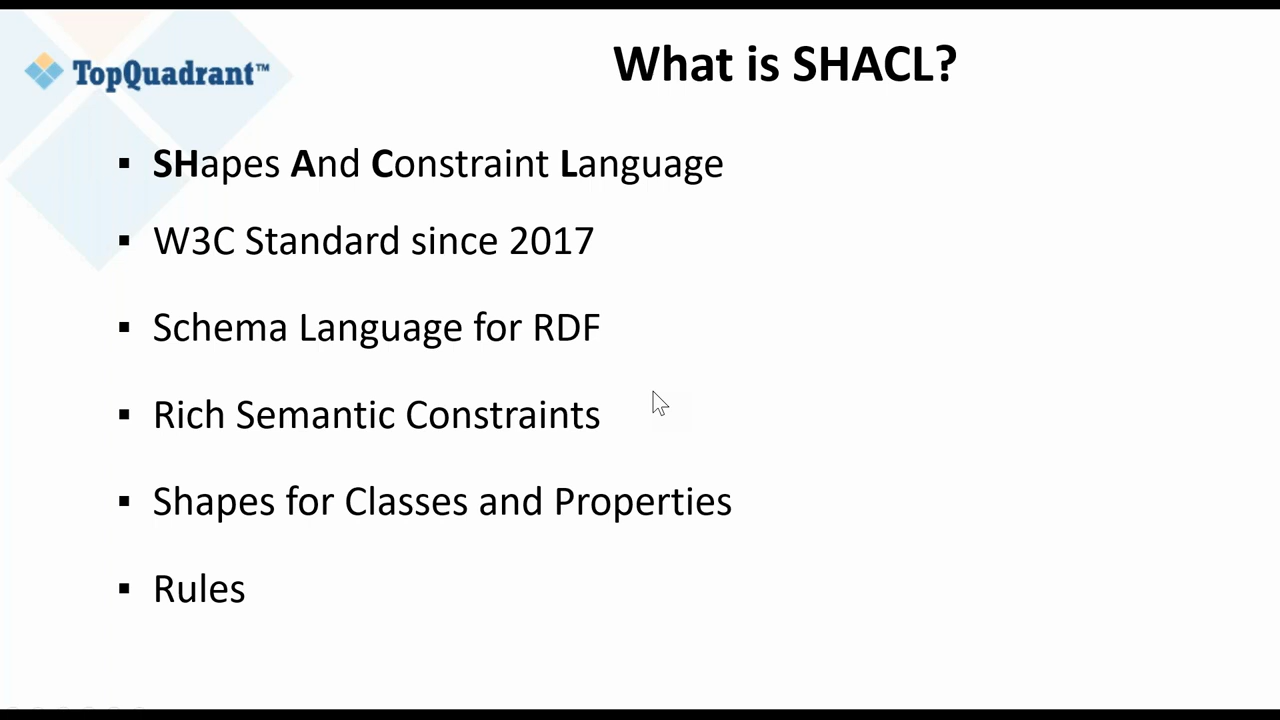 TopQuadrant™
What is SHACL?
▪ SHapes And Constraint Language
▪ W3C Standard since 2017
▪ Schema Language for RDF
▪ Rich Semantic Constraints
▪ Shapes for Classes and Properties
▪ Rules